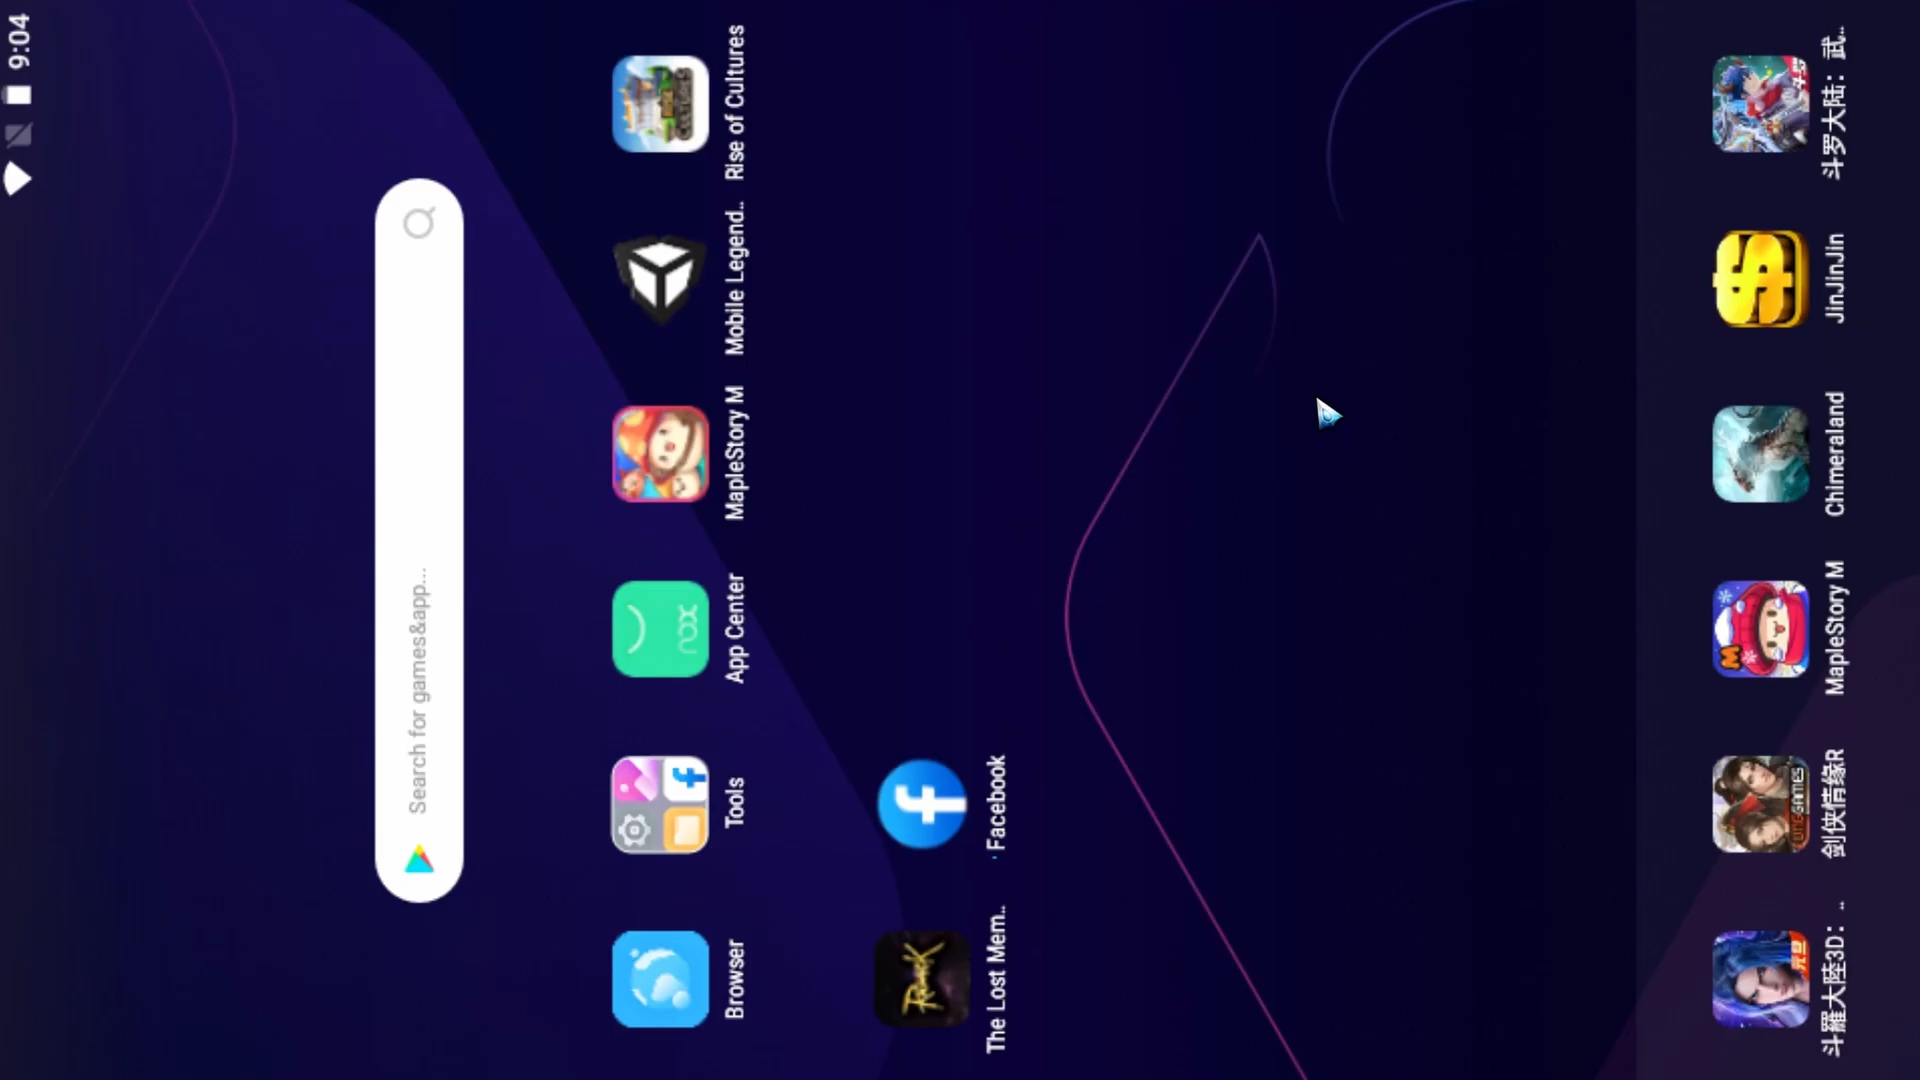 9:04
Search for games&app...
Browser
Tools
App Center
MapleStory M
Mobile Legend..
Rise of Cultures
nox
The Lost Mem..
Facebook
斗羅大陸3D：..
剑侠情缘R
MapleStory M
Chimeraland
JinJinJin
斗罗大陆：武..